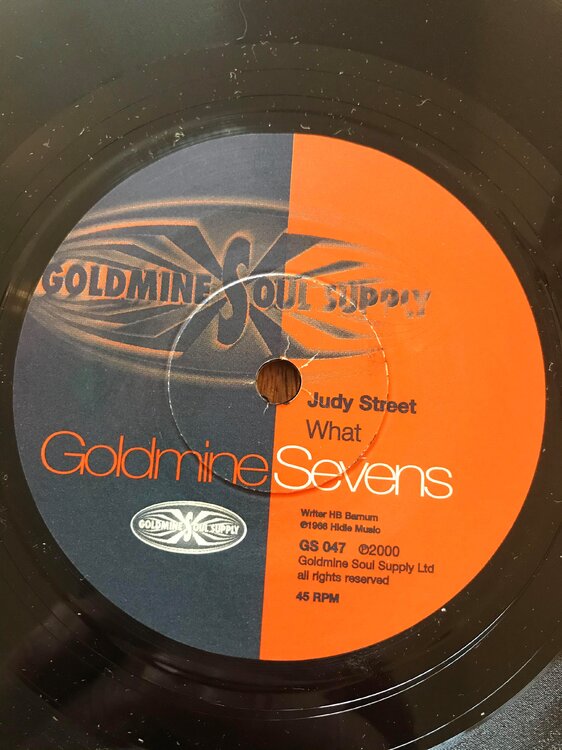 GOLDMINE SOUL SUPPLY
Judy Street
What
Goldmine Sevens
GOLDMINE SOUL SUPPLY
Writer HB Barnum
℗1966 Hidle Music
GS 047 ℗2000
Goldmine Soul Supply Ltd
all rights reserved
45 RPM